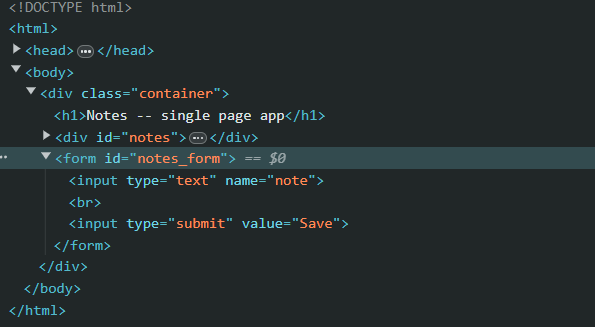 <!DOCTYPE html>
<html>
<head> ⋯ </head>
<body>
<div class="container">
<h1>Notes -- single page app</h1>
<div id="notes"> ⋯ </div>
<form id="notes_form"> == $0
<input type="text" name="note">
<br>
<input type="submit" value="Save">
</form>
</div>
</body>
</html>